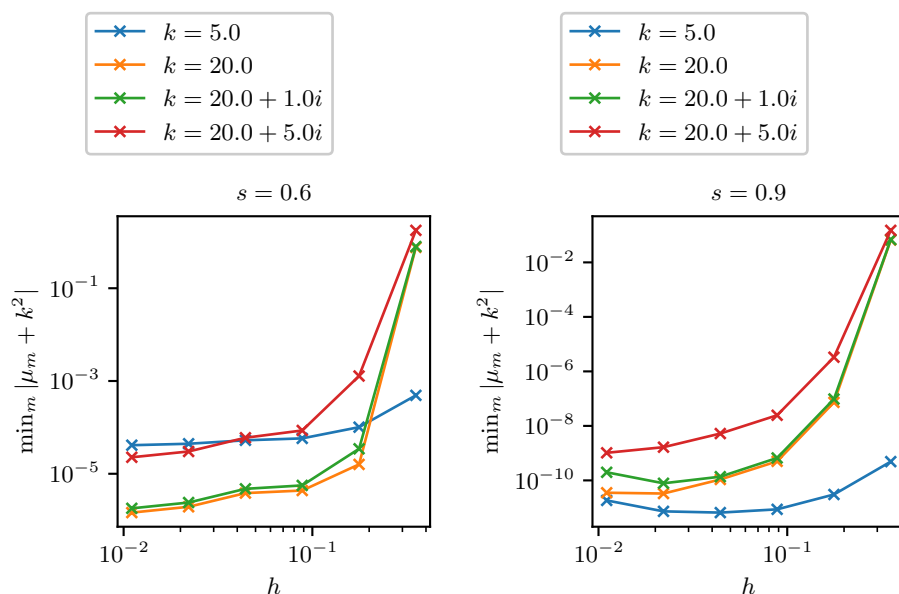 k = 5.0
k = 20.0
k = 20.0 + 1.0i
k = 20.0 + 5.0i
s = 0.6
min_m |μ_m + k²|
10⁻¹
10⁻³
10⁻⁵
10⁻²
10⁻¹
h
k = 5.0
k = 20.0
k = 20.0 + 1.0i
k = 20.0 + 5.0i
s = 0.9
min_m |μ_m + k²|
10⁻²
10⁻⁴
10⁻⁶
10⁻⁸
10⁻¹⁰
10⁻²
10⁻¹
h